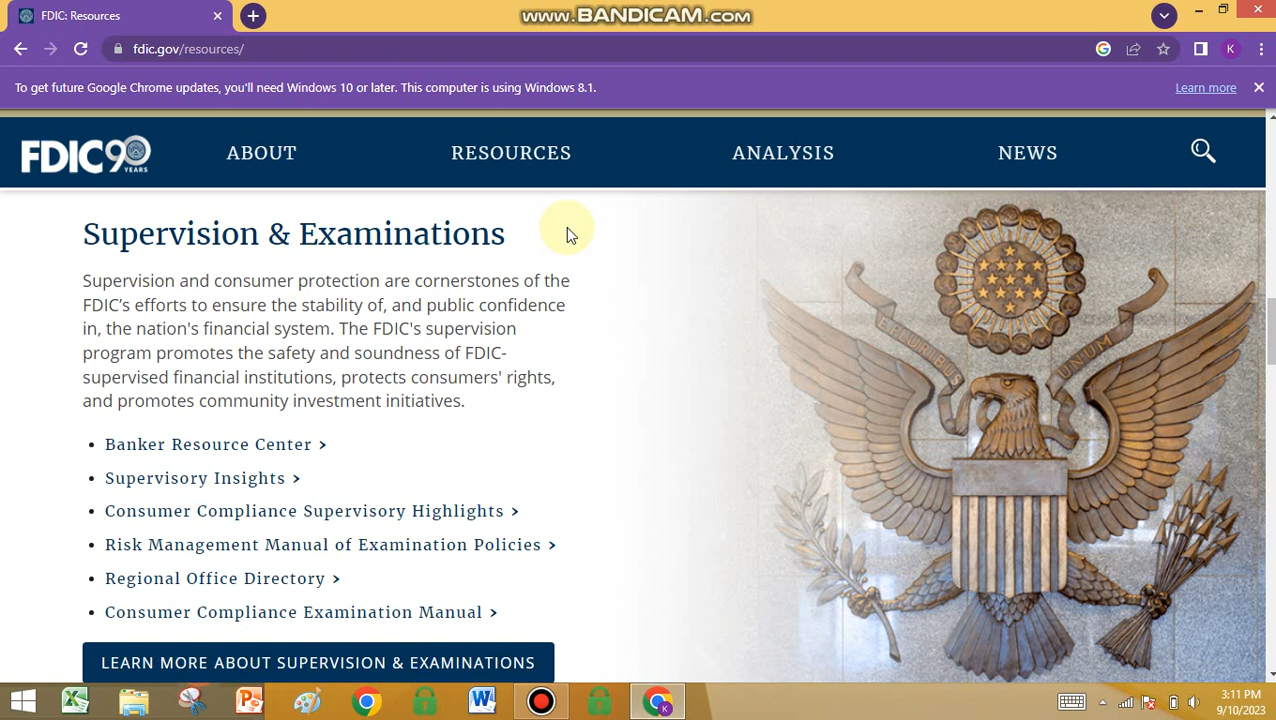 FDIC: Resources
www.BANDICAM.com
fdic.gov/resources/
K
To get future Google Chrome updates, you'll need Windows 10 or later. This computer is using Windows 8.1.
Learn more
FDIC90
YEARS
ABOUT
RESOURCES
ANALYSIS
NEWS
Supervision & Examinations
Supervision and consumer protection are cornerstones of the
FDIC’s efforts to ensure the stability of, and public confidence
in, the nation's financial system. The FDIC's supervision
program promotes the safety and soundness of FDIC-
supervised financial institutions, protects consumers' rights,
and promotes community investment initiatives.
Banker Resource Center >
Supervisory Insights >
Consumer Compliance Supervisory Highlights >
Risk Management Manual of Examination Policies >
Regional Office Directory >
Consumer Compliance Examination Manual >
LEARN MORE ABOUT SUPERVISION & EXAMINATIONS
PLURIBUS
UNUM
3:11 PM
9/10/2023